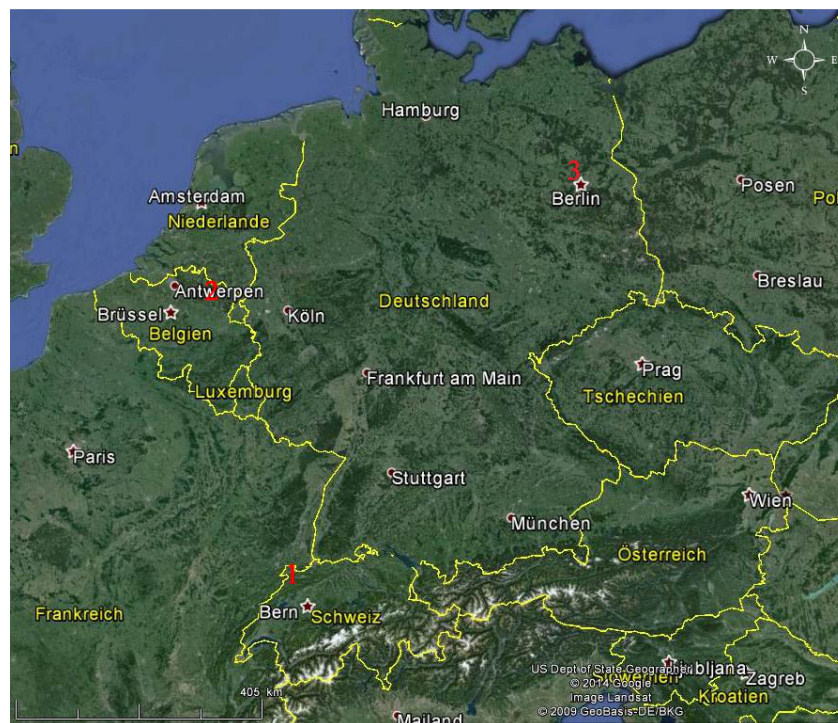 N
W E
S
Hamburg
3
Amsterdam
Berlin
Posen
Niederlande
Antwerpen
2
Deutschland
Breslau
Brüssel
Köln
Belgien
Prag
Frankfurt am Main
Luxemburg
Tschechien
Paris
Stuttgart
Wien
München
Österreich
1
Bern
Schweiz
Frankreich
US Dept of State Geographer
Slowenien
Zagreb
© 2014 Google
405 km
Image Landsat
Kroatien
© 2009 GeoBasis-DE/BKG
Mailand